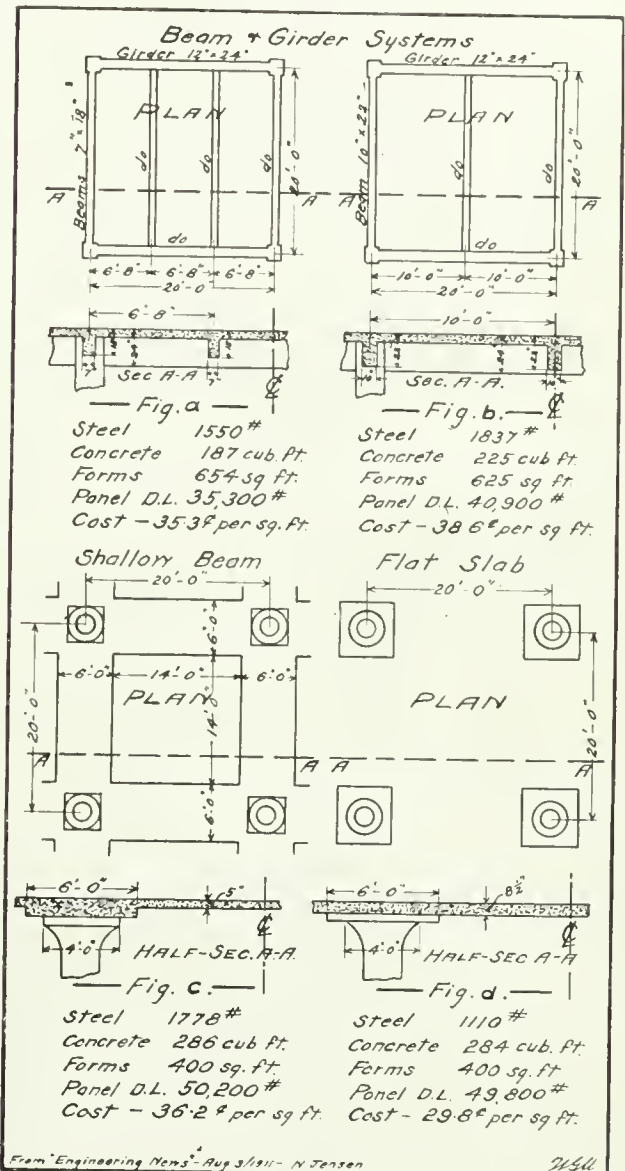 Beam & Girder Systems
Girder 12"×24"
Girder 12"×24"
PLAN
PLAN
Beams 7"×18"
do
do
do
do
20'-0"
Beam 10"×22"
do
do
do
20'-0"
A
A
A
A
6'-8" 6'-8" 6'-8"
20'-0"
10'-0" 10'-0"
20'-0"
6'-8"
10'-0"
Sec A-A
Sec. A-A.
Fig. a
Steel 1550#
Concrete 187 cub. ft.
Forms 654 sq ft
Panel D.L. 35,300#
Cost - 35.3¢ per sq. ft.
Fig. b.
Steel 1837#
Concrete 225 cub ft.
Forms 625 sq ft
Panel D.L. 40,900#
Cost - 38 6¢ per sq ft.
Shallow Beam
20'-0"
Flat Slab
20'-0"
6'-0"
6'-0" 14'-0" 6'-0"
PLAN
20'-0"
14'-0"
6'-0"
PLAN
20'-0"
A
A
A
A
6'-0"
5"
4'-0"
HALF-SEC. A-A.
6'-0"
8½"
4'-0"
HALF-SEC A-A
Fig. c.
Steel 1778#
Concrete 286 cub ft.
Forms 400 sq. ft.
Panel D.L. 50,200#
Cost - 36.2¢ per sq ft.
Fig. d.
Steel 1110#
Concrete 284 cub ft.
Forms 400 sq. ft
Panel D.L. 49,800#
Cost - 29.8¢ per sq ft.
From "Engineering News" - Aug 3/1911 - N Jensen